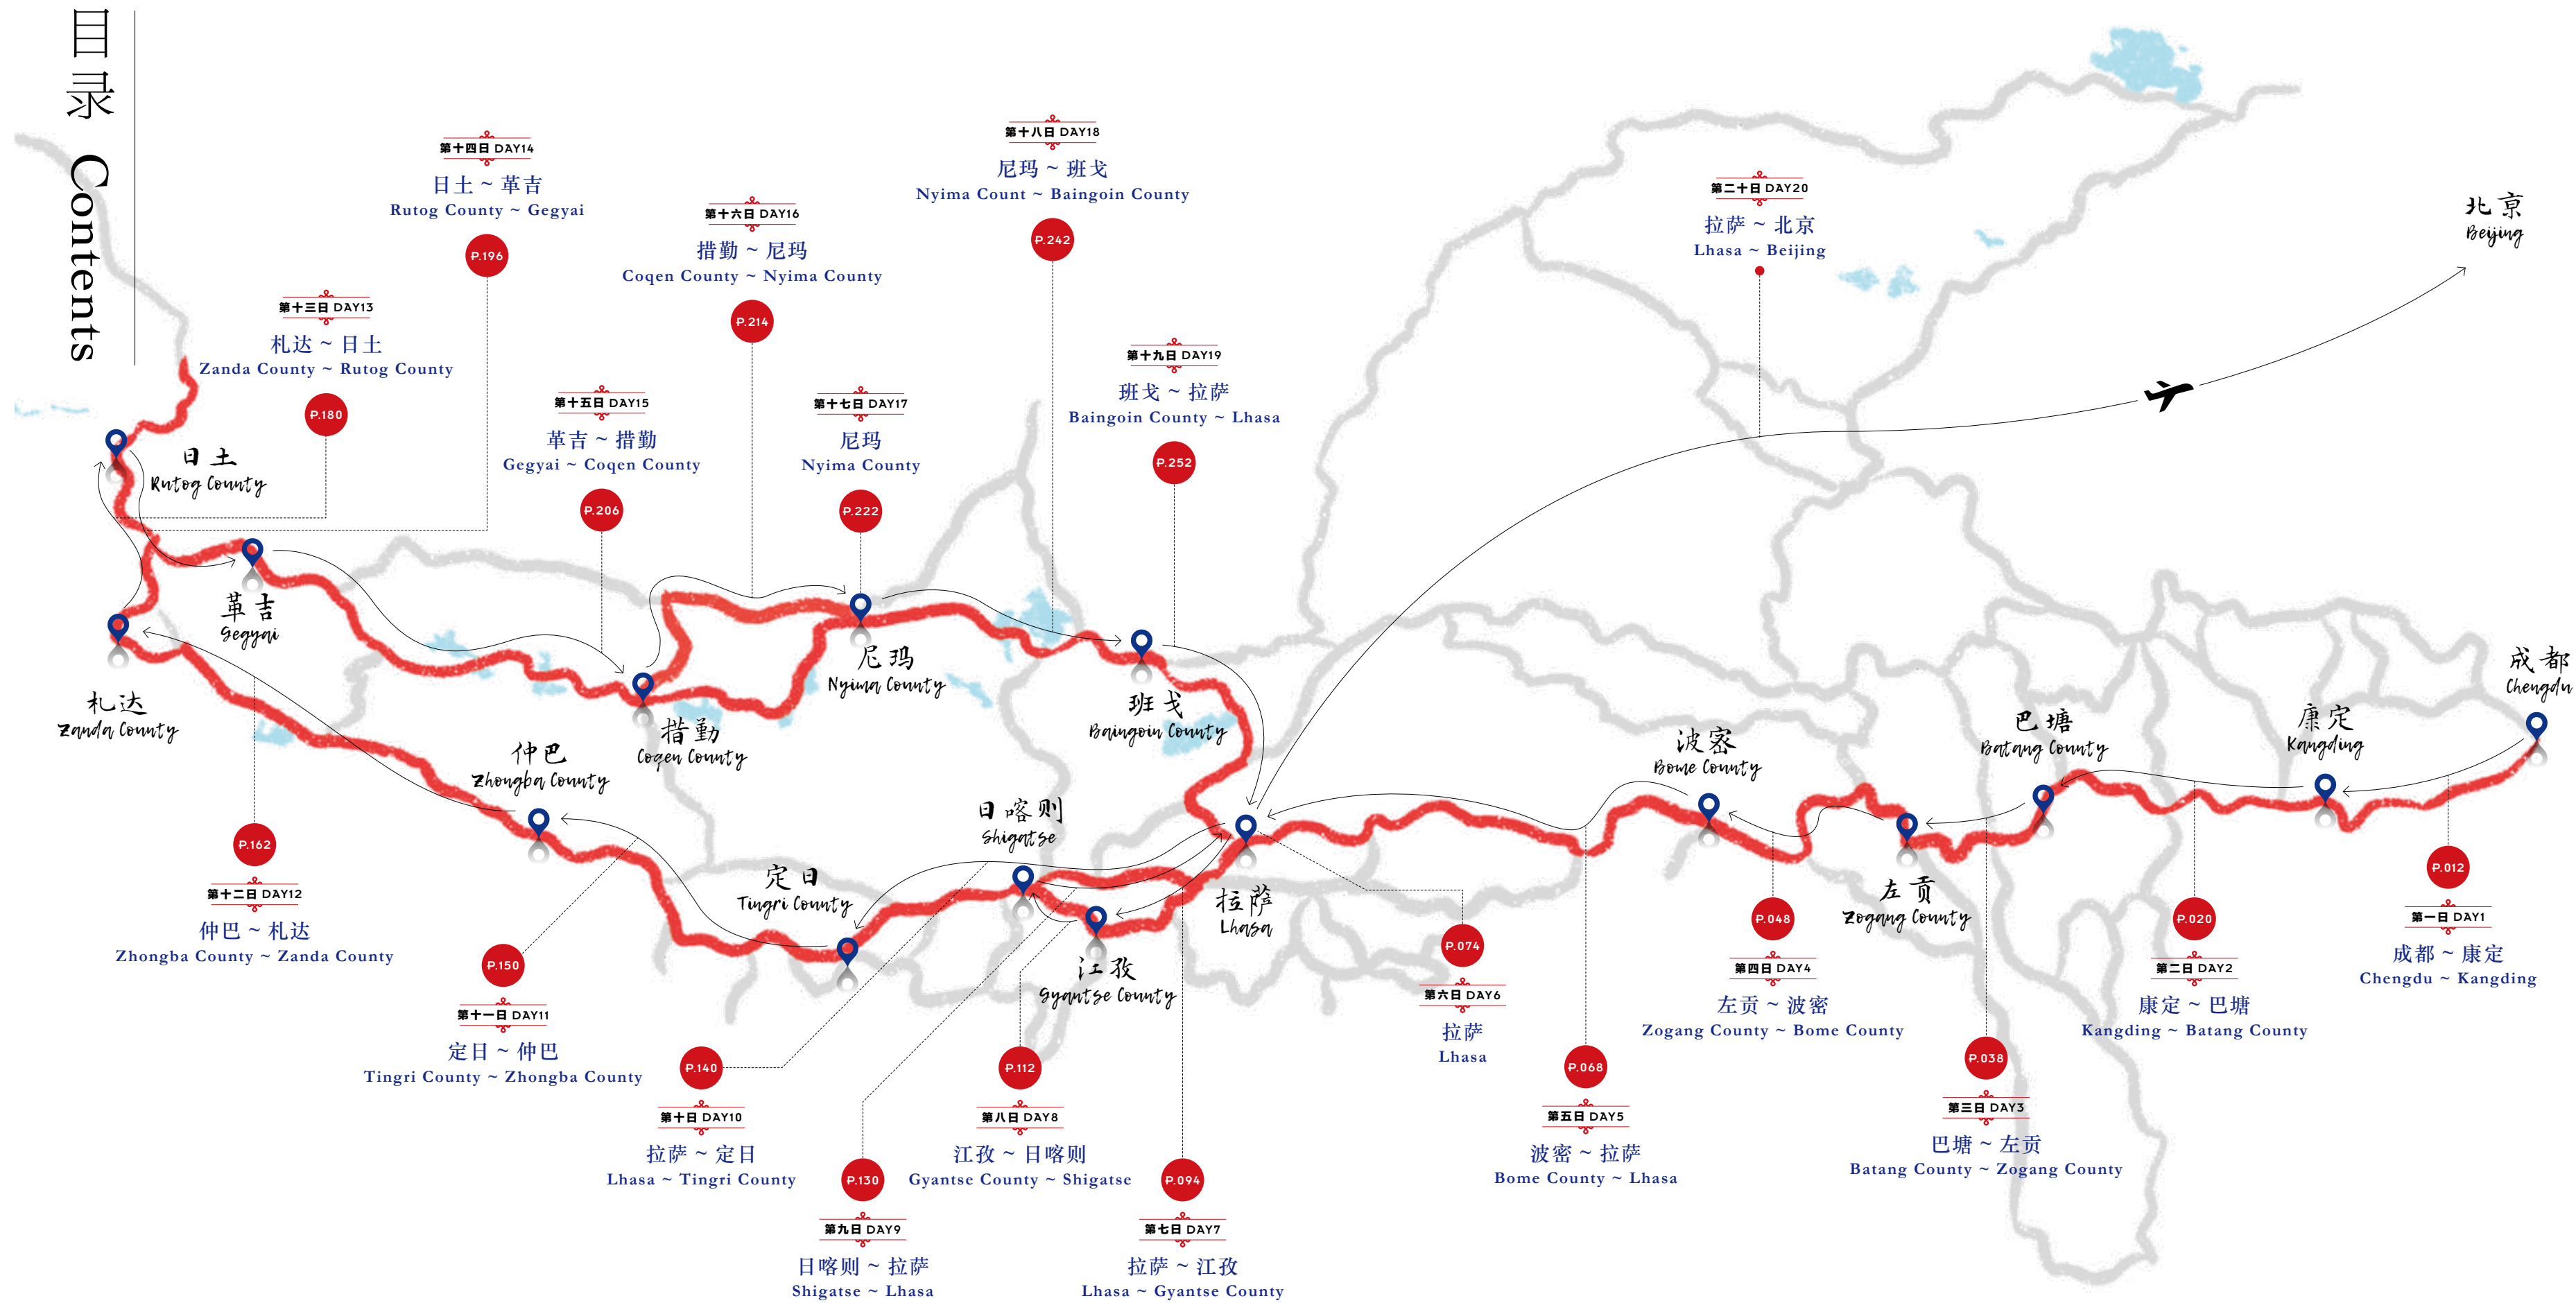 目录 Contents
第十四日 DAY14
日土 ~ 革吉
Rutog County ~ Gegyai
P.196
第十三日 DAY13
札达 ~ 日土
Zanda County ~ Rutog County
P.180
第十六日 DAY16
措勤 ~ 尼玛
Coqen County ~ Nyima County
P.214
第十五日 DAY15
革吉 ~ 措勤
Gegyai ~ Coqen County
P.206
第十八日 DAY18
尼玛 ~ 班戈
Nyima Count ~ Baingoin County
P.242
第十七日 DAY17
尼玛
Nyima County
P.222
第十九日 DAY19
班戈 ~ 拉萨
Baingoin County ~ Lhasa
P.252
第二十日 DAY20
拉萨 ~ 北京
Lhasa ~ Beijing
北京
Beijing
日土
Rutog County
革吉
Gegyai
札达
Zanda County
仲巴
Zhongba County
措勤
Coqen County
尼玛
Nyima County
班戈
Baingoin County
日喀则
Shigatse
定日
Tingri County
江孜
Gyantse County
拉萨
Lhasa
波密
Bome County
左贡
Zogang County
巴塘
Batang County
康定
Kangding
成都
Chengdu
P.162
第十二日 DAY12
仲巴 ~ 札达
Zhongba County ~ Zanda County
P.150
第十一日 DAY11
定日 ~ 仲巴
Tingri County ~ Zhongba County
P.140
第十日 DAY10
拉萨 ~ 定日
Lhasa ~ Tingri County
P.130
第九日 DAY9
日喀则 ~ 拉萨
Shigatse ~ Lhasa
P.112
第八日 DAY8
江孜 ~ 日喀则
Gyantse County ~ Shigatse
P.094
第七日 DAY7
拉萨 ~ 江孜
Lhasa ~ Gyantse County
P.074
第六日 DAY6
拉萨
Lhasa
P.068
第五日 DAY5
波密 ~ 拉萨
Bome County ~ Lhasa
P.048
第四日 DAY4
左贡 ~ 波密
Zogang County ~ Bome County
P.038
第三日 DAY3
巴塘 ~ 左贡
Batang County ~ Zogang County
P.020
第二日 DAY2
康定 ~ 巴塘
Kangding ~ Batang County
P.012
第一日 DAY1
成都 ~ 康定
Chengdu ~ Kangding